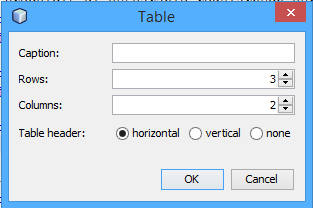 Table
Caption:
Rows: 3
Columns: 2
Table header: horizontal vertical none
OK Cancel